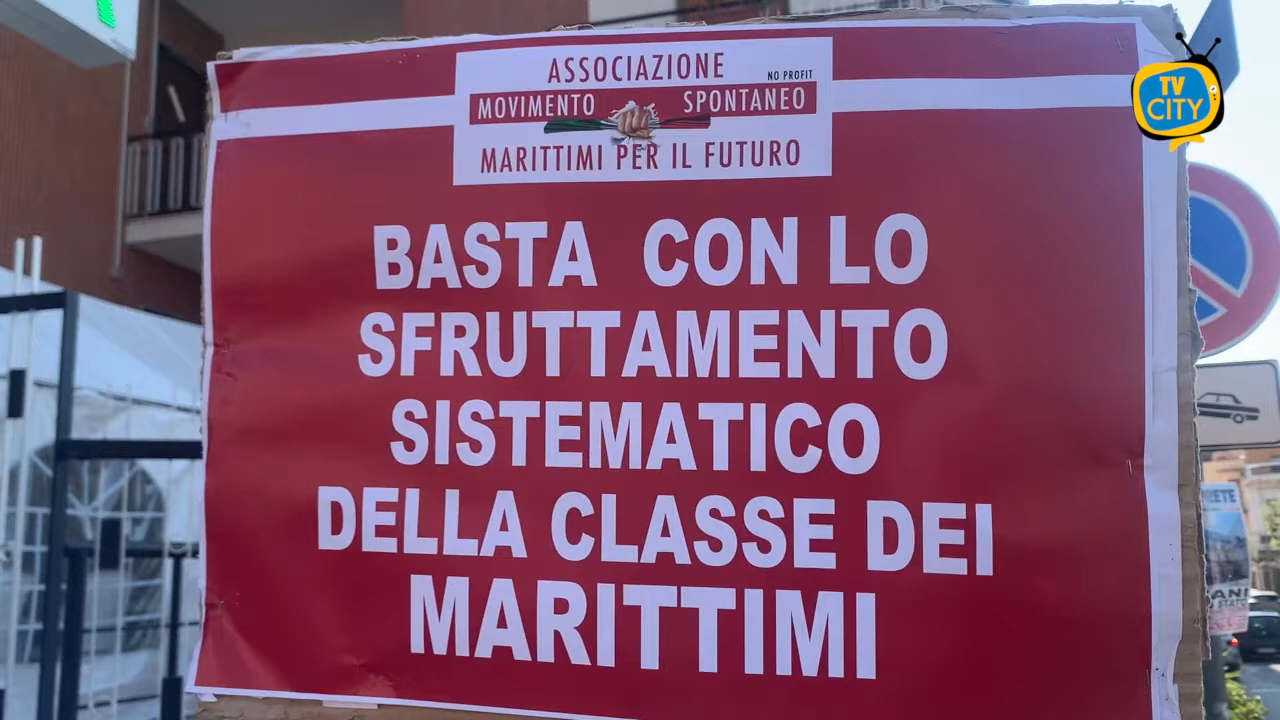 ASSOCIAZIONE
NO PROFIT
MOVIMENTO SPONTANEO
MARITTIMI PER IL FUTURO
BASTA CON LO
SFRUTTAMENTO
SISTEMATICO
DELLA CLASSE DEI
MARITTIMI
TV
CITY